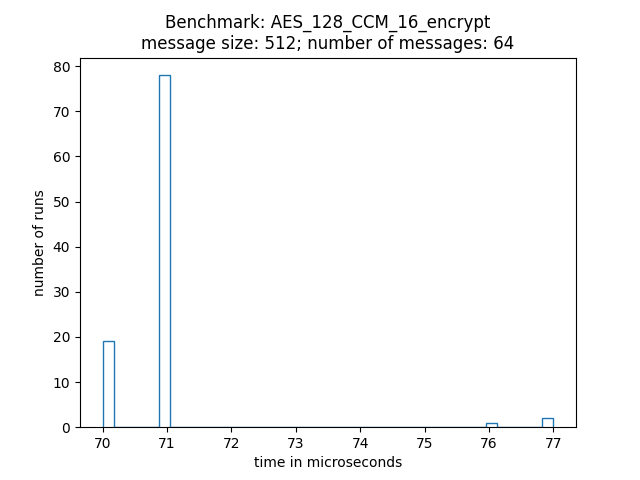 Benchmark: AES_128_CCM_16_encrypt
message size: 512; number of messages: 64
80
70
60
50
40
30
20
10
0
number of runs
70 71 72 73 74 75 76 77
time in microseconds